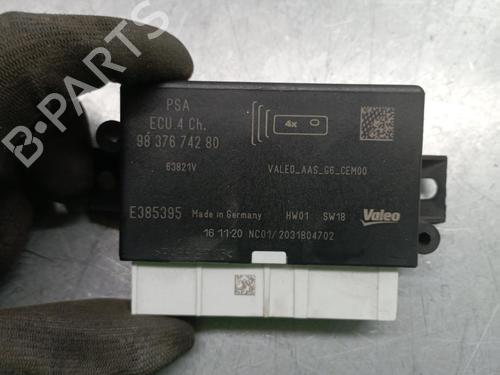 PSA
ECU 4 Ch.
98 376 742 80
4x
63821V
VALEO_AAS_G6_CEM00
E385395 Made in Germany HW01 SW18 Valeo
16 11 20 NC01/2031804702